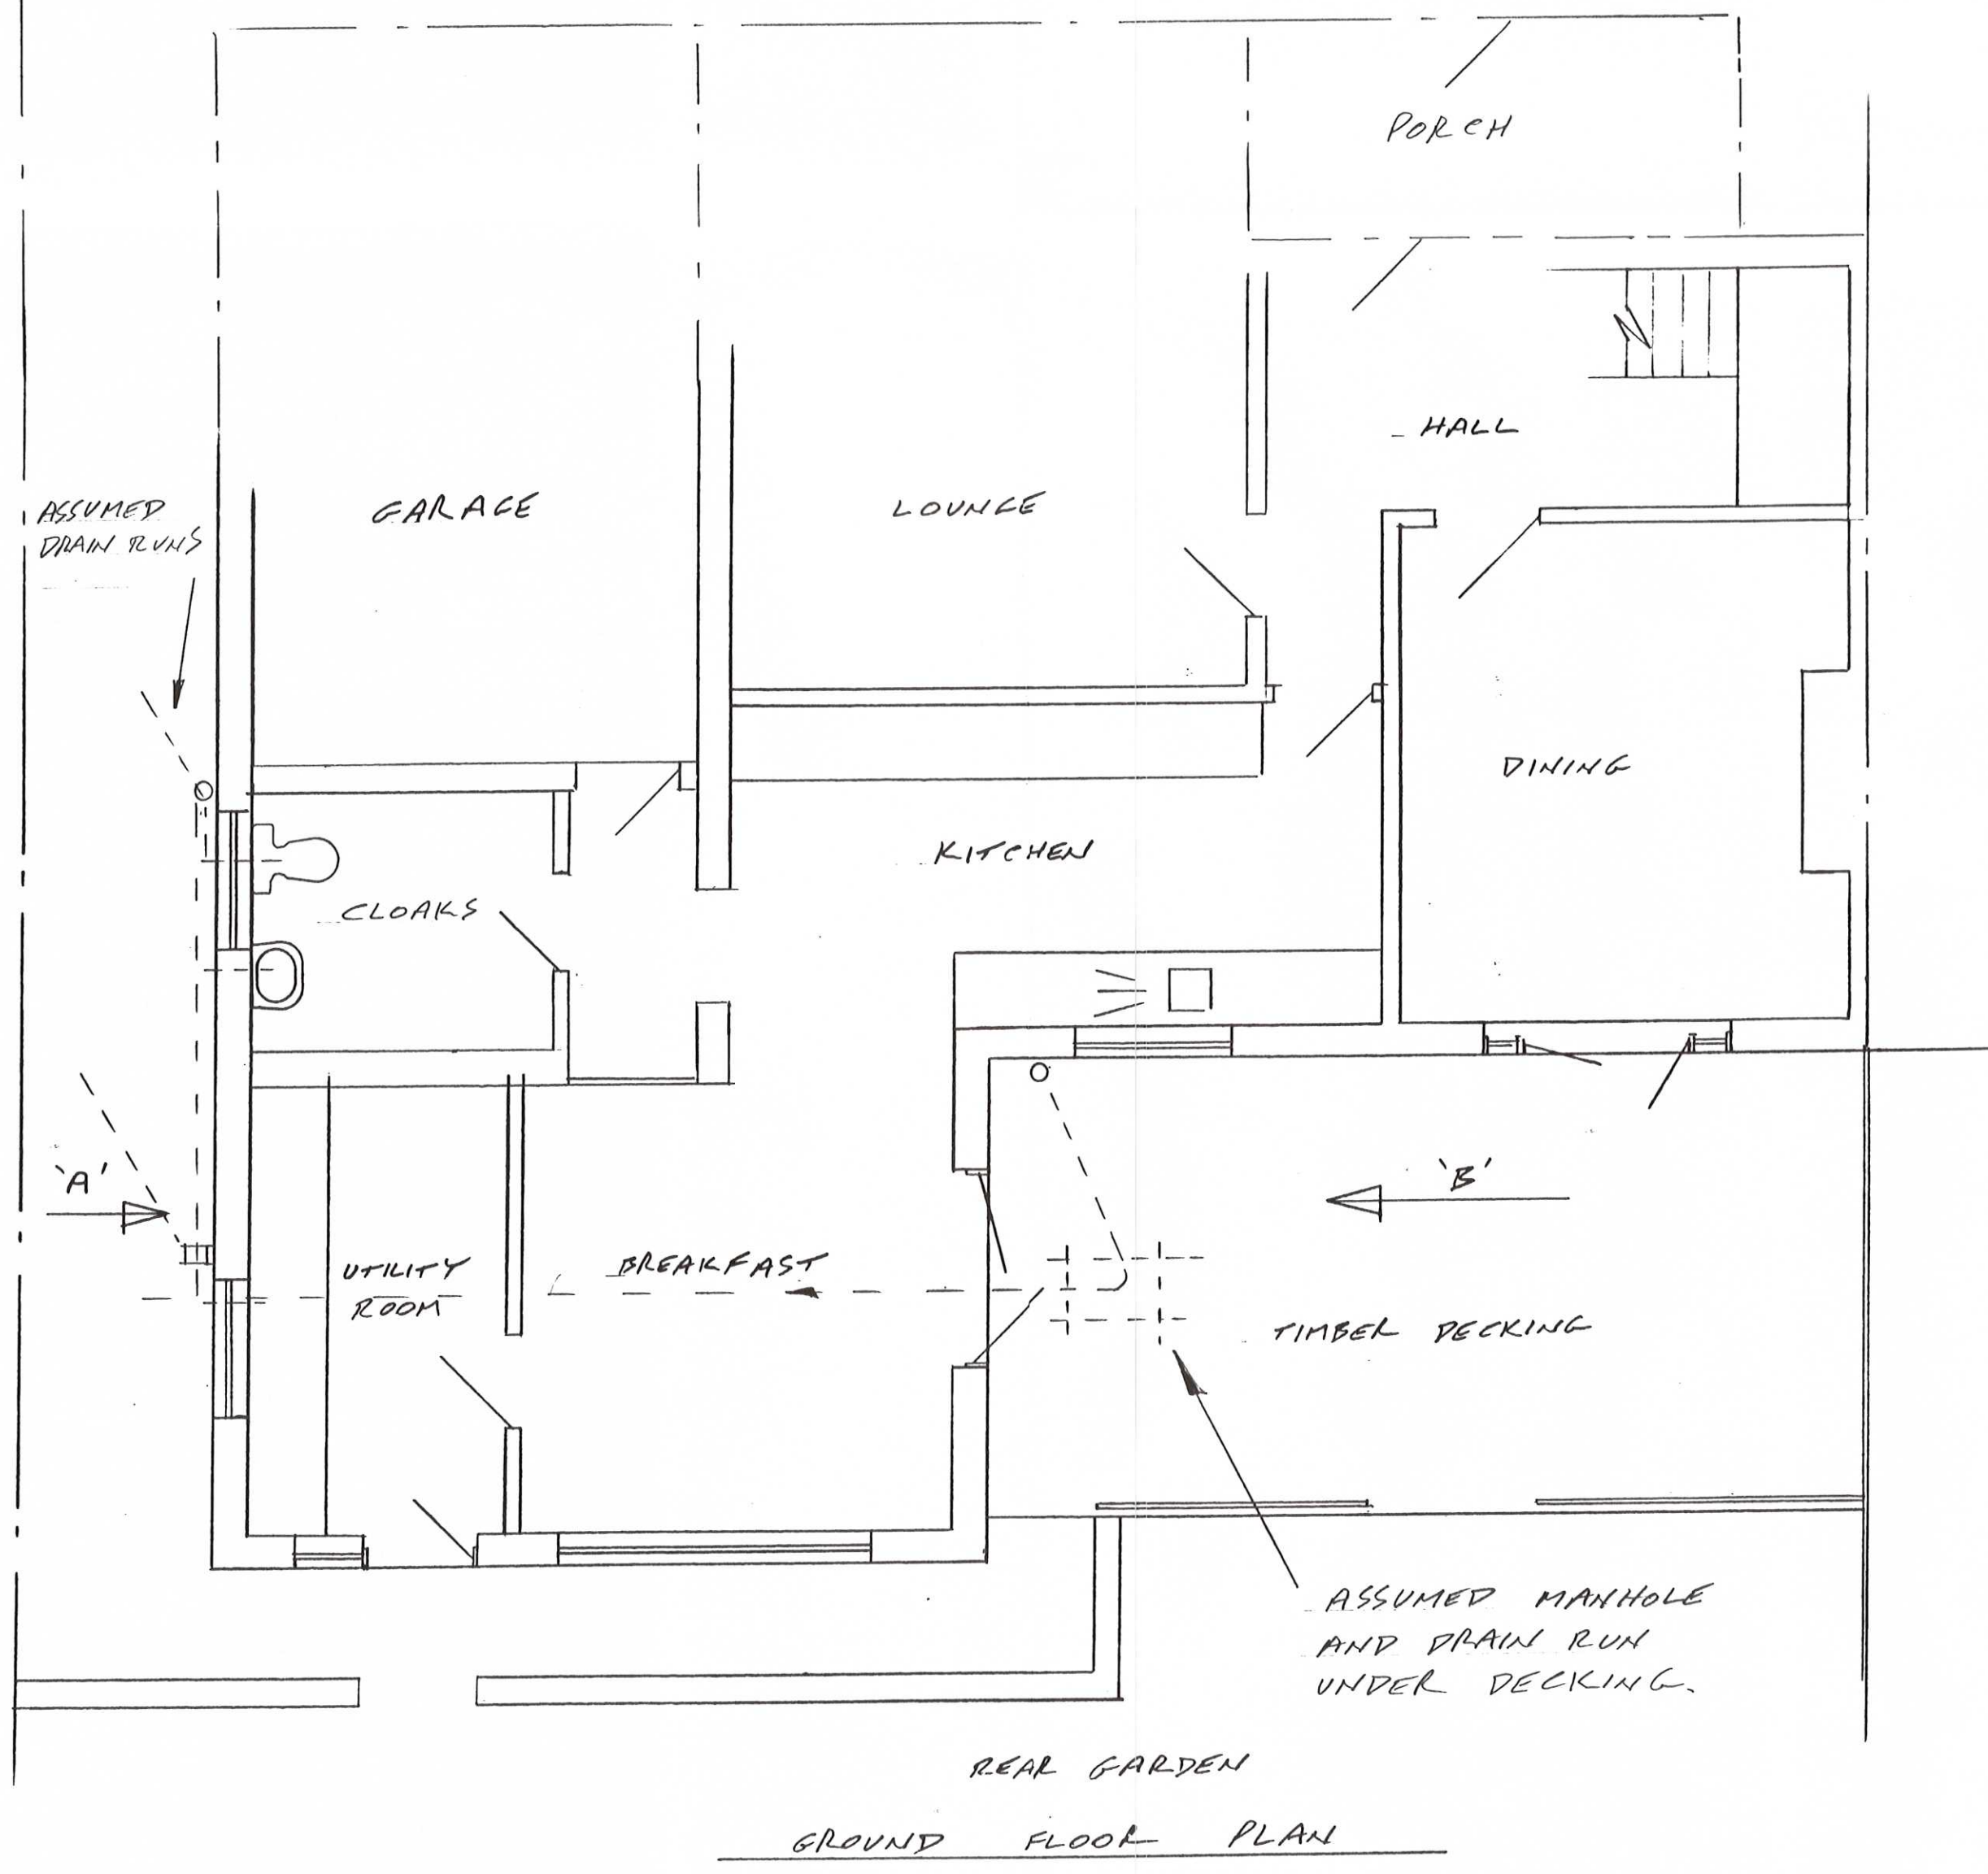 PORCH
HALL
ASSUMED
DRAIN RUNS
GARAGE
LOUNGE
DINING
KITCHEN
CLOAKS
'A'
'B'
UTILITY
ROOM
BREAKFAST
TIMBER DECKING
ASSUMED MANHOLE
AND DRAIN RUN
UNDER DECKING.
REAR GARDEN
GROUND FLOOR PLAN